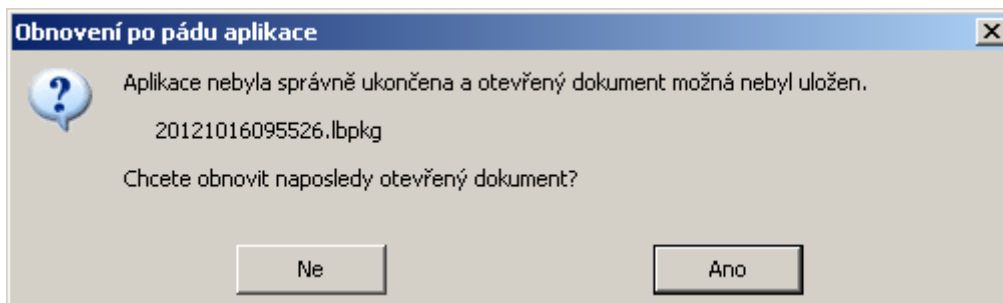 Obnovení po pádu aplikace
Aplikace nebyla správně ukončena a otevřený dokument možná nebyl uložen.
20121016095526.lbpkg
Chcete obnovit naposledy otevřený dokument?
Ne
Ano